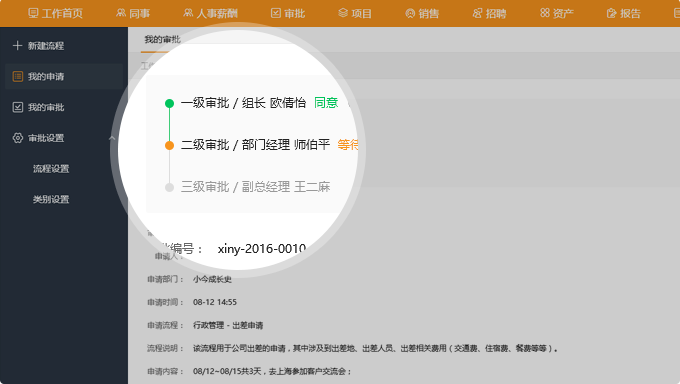 工作首页 同事 人事薪酬 审批 项目 销售 招聘 资产 报告
新建流程
我的申请
我的审批
审批设置
流程设置
类别设置
我的审批
一级审批 / 组长 欧倩怡 同意
二级审批 / 部门经理 师伯平 等待
三级审批 / 副总经理 王二麻
编号： xiny-2016-0010
申请人
申请部门： 小今成长史
申请时间： 08-12 14:55
申请流程： 行政管理 - 出差申请
流程说明： 该流程用于公司出差的申请，其中涉及到出差地、出差人员、出差相关费用（交通费、住宿费、餐费等等）。
申请内容： 08/12~08/15共3天，去上海参加客户交流会；